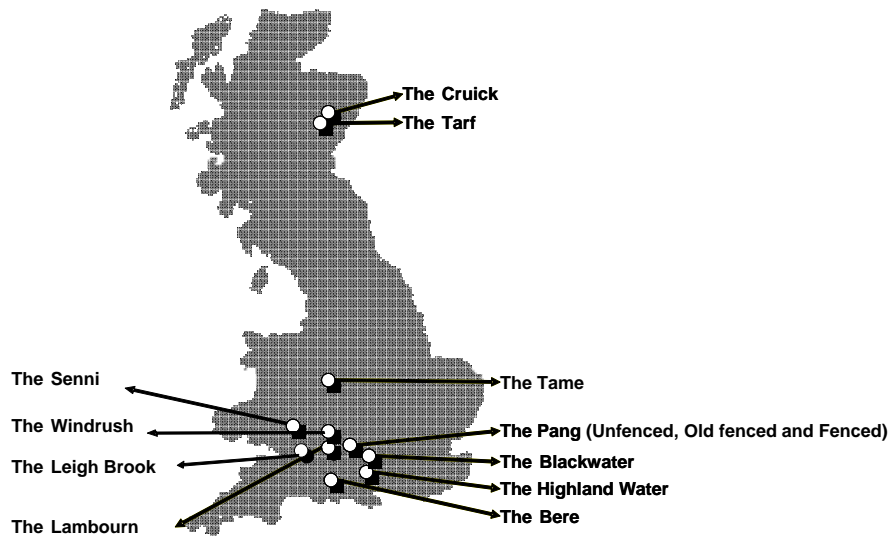 The Cruick
The Tarf
The Senni
The Tame
The Windrush
The Pang (Unfenced, Old fenced and Fenced)
The Leigh Brook
The Blackwater
The Highland Water
The Bere
The Lambourn